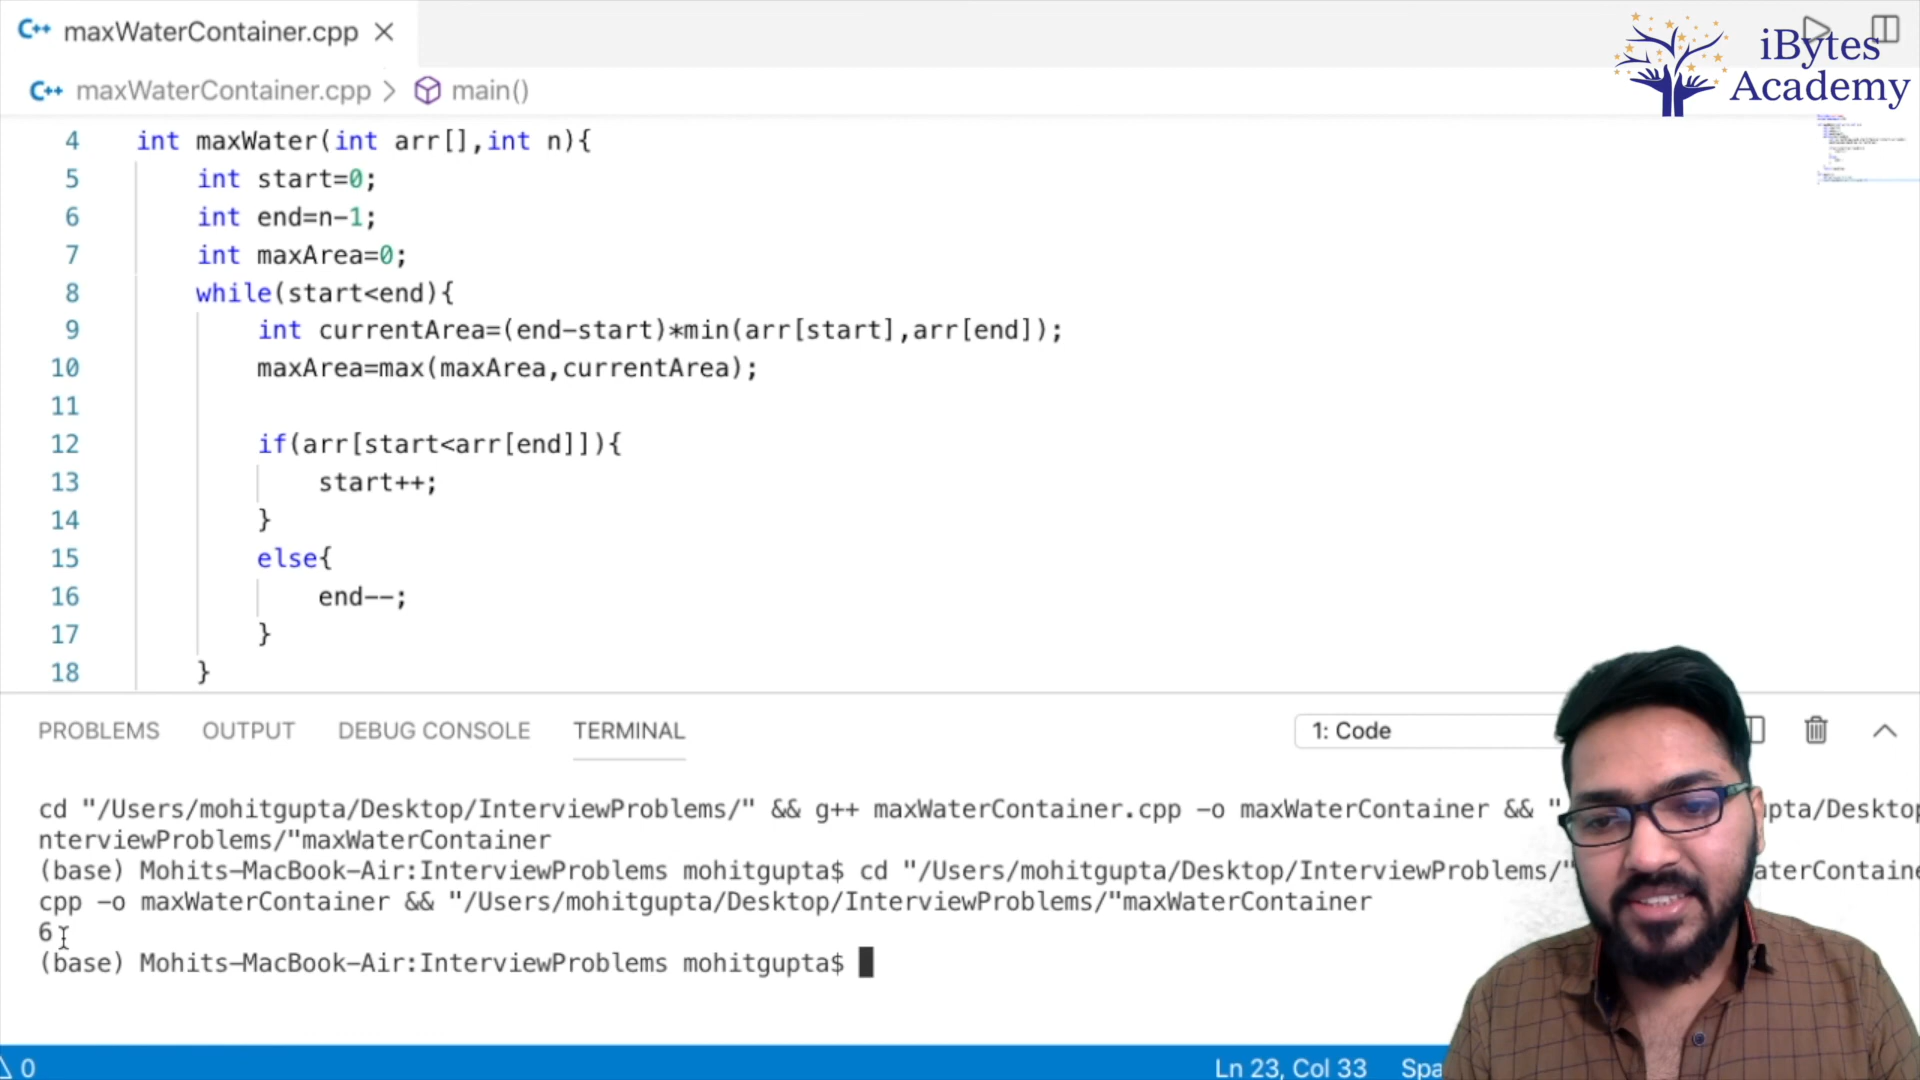 C++ maxWaterContainer.cpp ×
iBytes
Academy
C++ maxWaterContainer.cpp > main()
4 int maxWater(int arr[],int n){
5 int start=0;
6 int end=n-1;
7 int maxArea=0;
8 while(start<end){
9 int currentArea=(end-start)*min(arr[start],arr[end]);
10 maxArea=max(maxArea,currentArea);
11
12 if(arr[start<arr[end]]){
13 start++;
14 }
15 else{
16 end--;
17 }
18 }
PROBLEMS OUTPUT DEBUG CONSOLE TERMINAL 1: Code
cd "/Users/mohitgupta/Desktop/InterviewProblems/" && g++ maxWaterContainer.cpp -o maxWaterContainer && " pta/Desktop
nterviewProblems/"maxWaterContainer
(base) Mohits-MacBook-Air:InterviewProblems mohitgupta$ cd "/Users/mohitgupta/Desktop/InterviewProblems/" aterContaine
cpp -o maxWaterContainer && "/Users/mohitgupta/Desktop/InterviewProblems/"maxWaterContainer
6
(base) Mohits-MacBook-Air:InterviewProblems mohitgupta$
0 Ln 23, Col 33 Spa